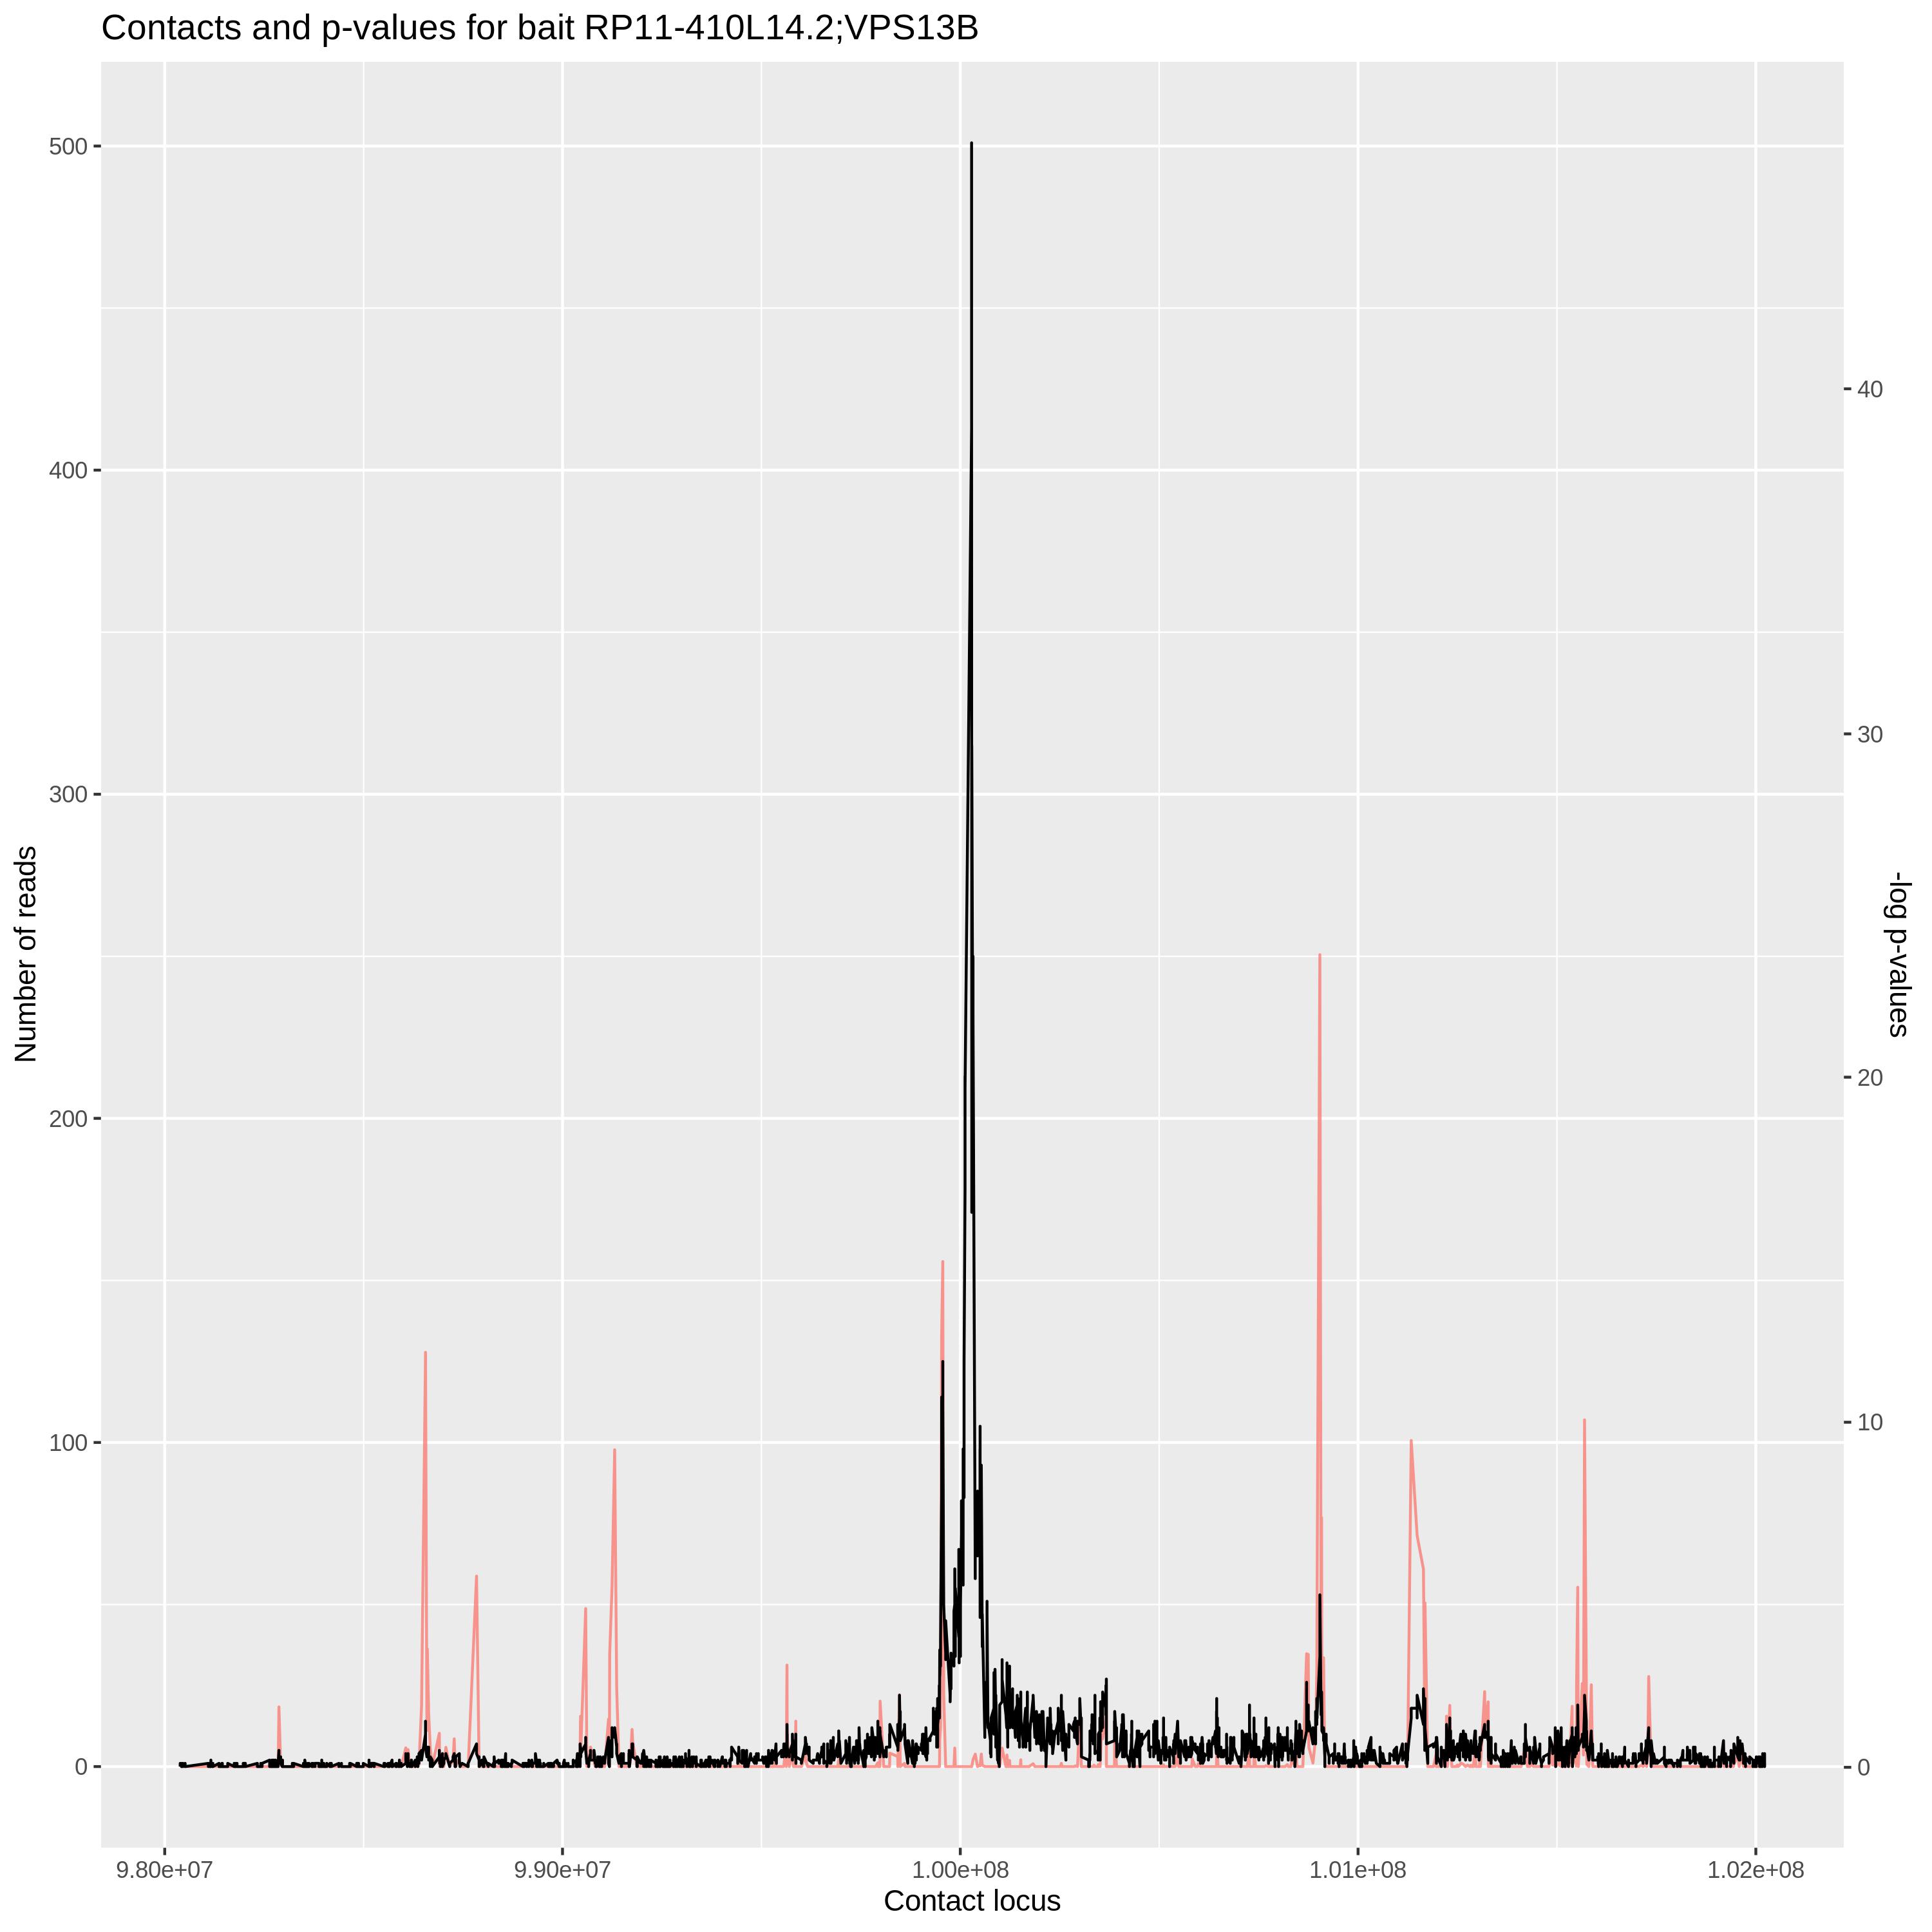 Contacts and p-values for bait RP11-410L14.2;VPS13B
500
400
300
200
100
0
Number of reads
40
30
20
10
0
-log p-values
9.80e+07
9.90e+07
1.00e+08
1.01e+08
1.02e+08
Contact locus